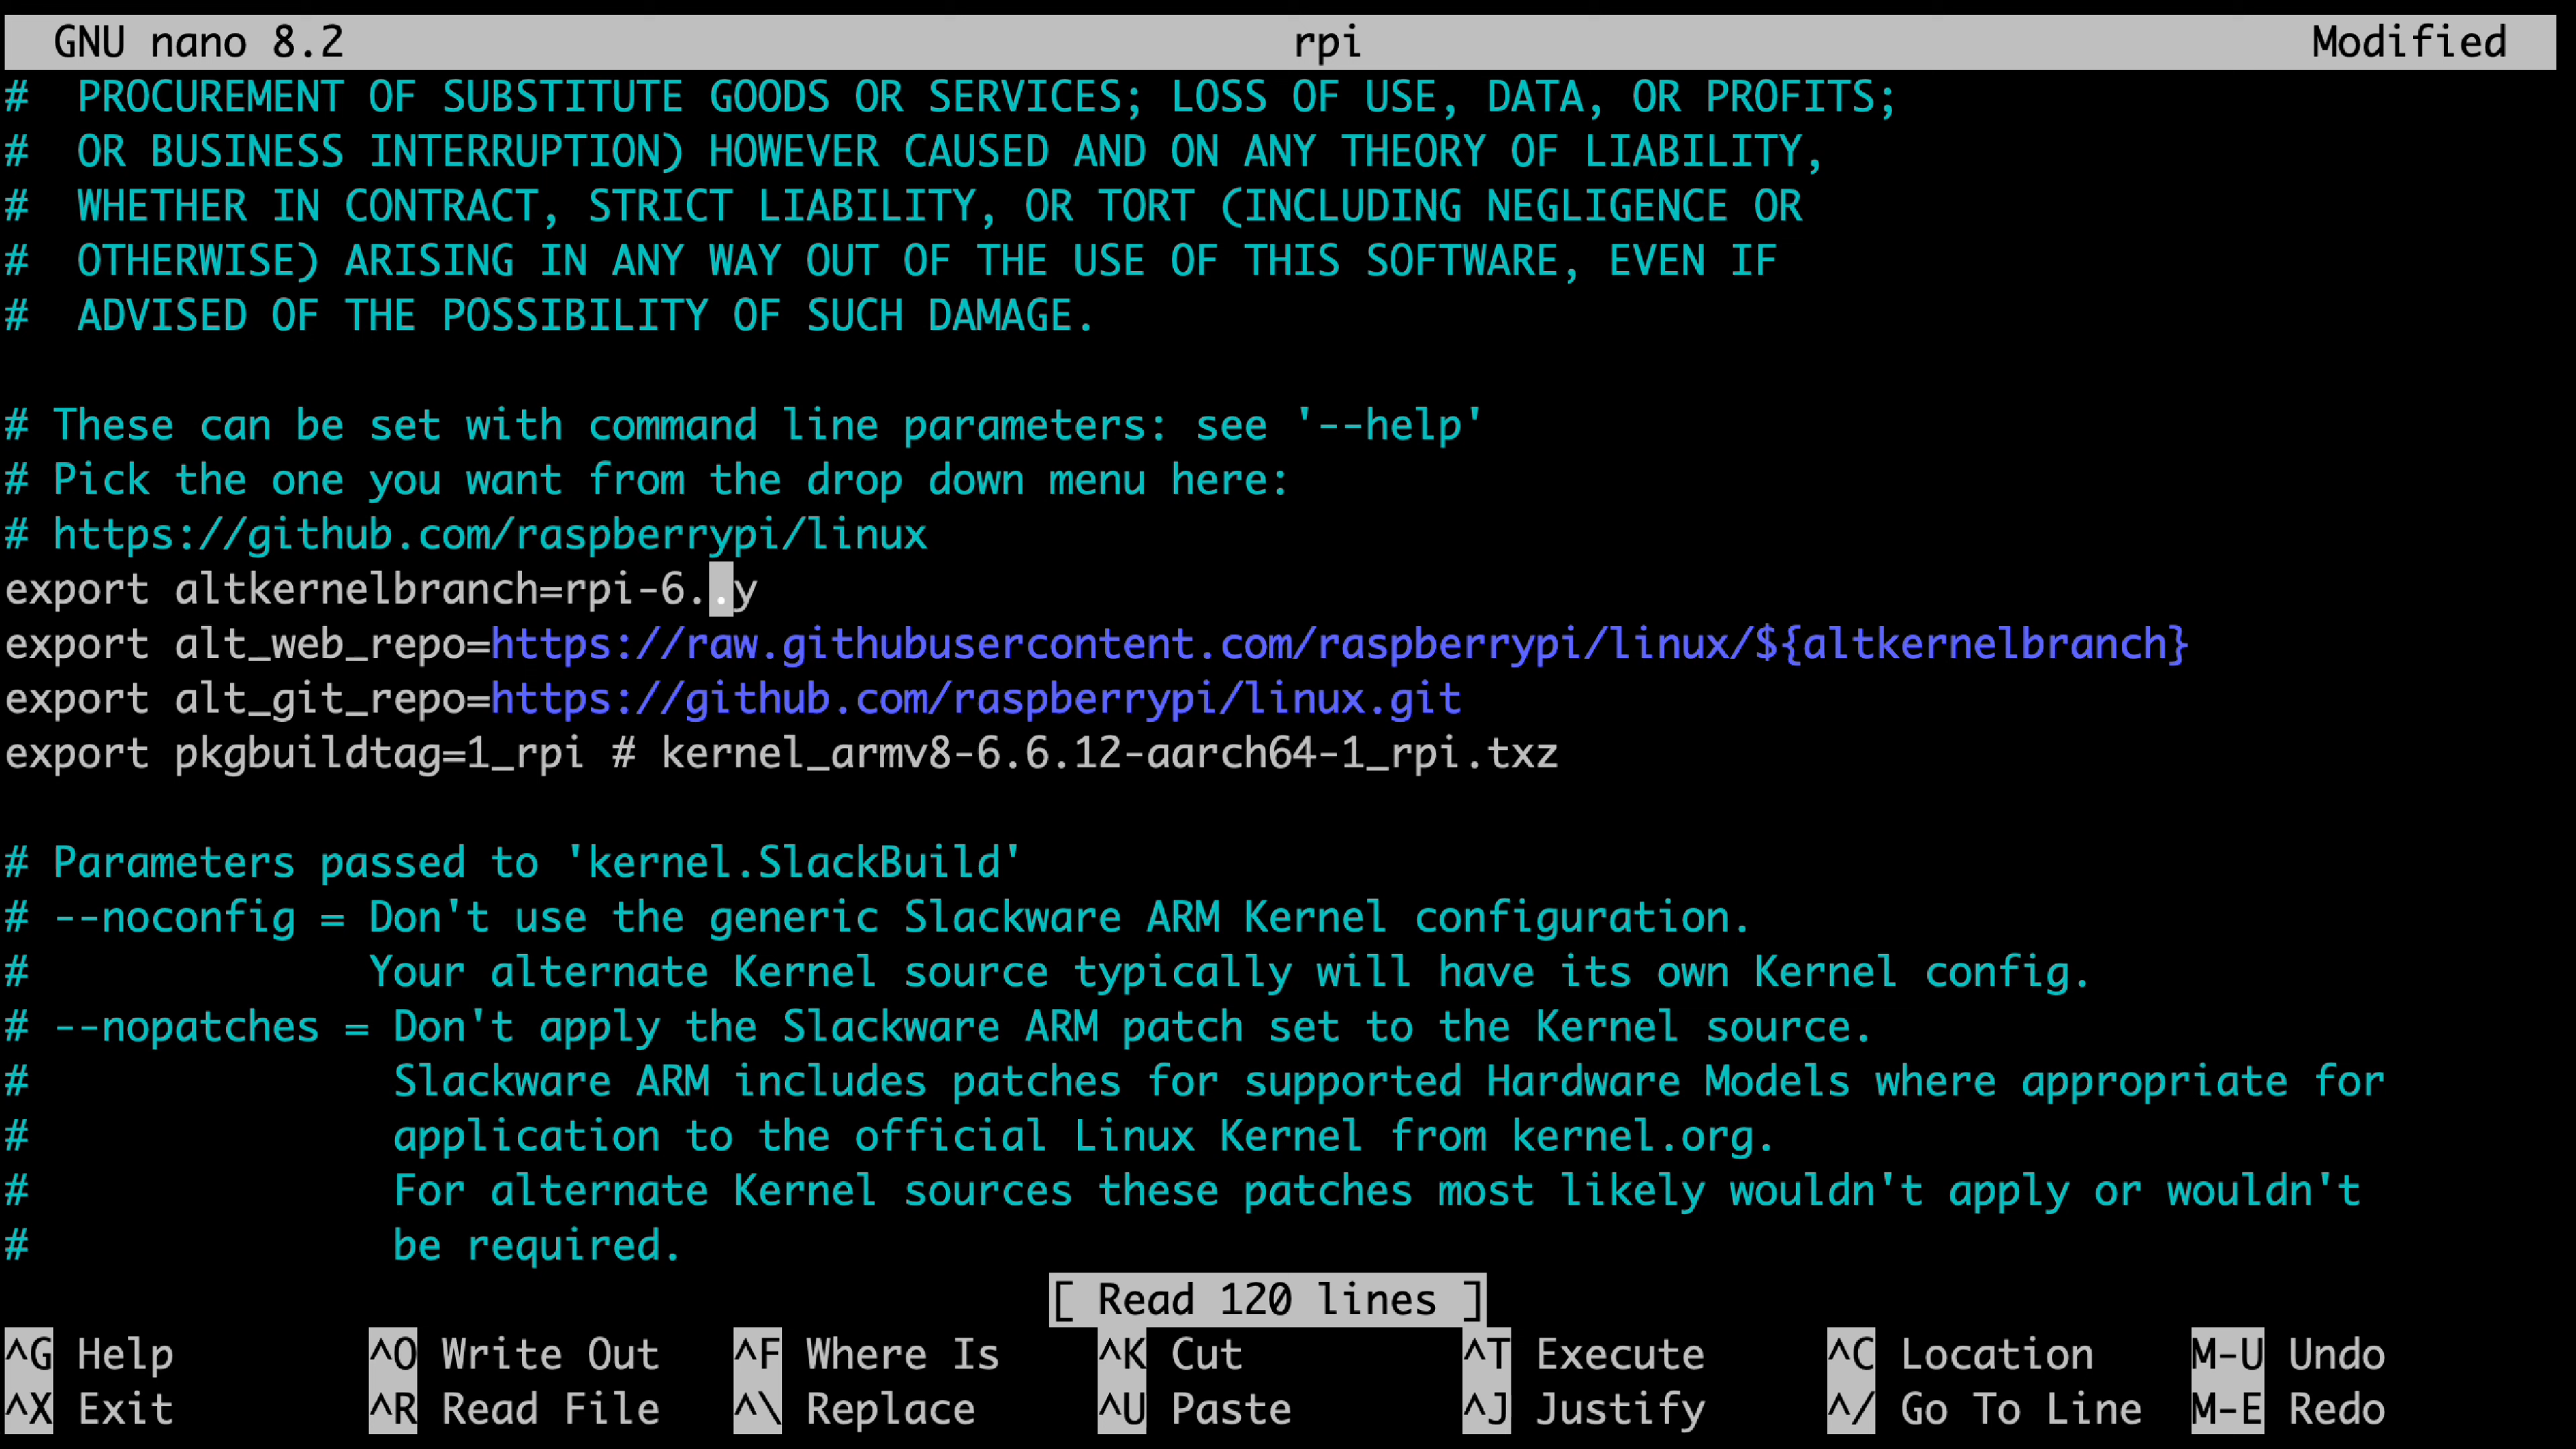 GNU nano 8.2 rpi Modified
#  PROCUREMENT OF SUBSTITUTE GOODS OR SERVICES; LOSS OF USE, DATA, OR PROFITS;
#  OR BUSINESS INTERRUPTION) HOWEVER CAUSED AND ON ANY THEORY OF LIABILITY,
#  WHETHER IN CONTRACT, STRICT LIABILITY, OR TORT (INCLUDING NEGLIGENCE OR
#  OTHERWISE) ARISING IN ANY WAY OUT OF THE USE OF THIS SOFTWARE, EVEN IF
#  ADVISED OF THE POSSIBILITY OF SUCH DAMAGE.
# These can be set with command line parameters: see '--help'
# Pick the one you want from the drop down menu here:
# https://github.com/raspberrypi/linux
export altkernelbranch=rpi-6..y
export alt_web_repo=https://raw.githubusercontent.com/raspberrypi/linux/${altkernelbranch}
export alt_git_repo=https://github.com/raspberrypi/linux.git
export pkgbuildtag=1_rpi # kernel_armv8-6.6.12-aarch64-1_rpi.txz
# Parameters passed to 'kernel.SlackBuild'
# --noconfig = Don't use the generic Slackware ARM Kernel configuration.
#              Your alternate Kernel source typically will have its own Kernel config.
# --nopatches = Don't apply the Slackware ARM patch set to the Kernel source.
#               Slackware ARM includes patches for supported Hardware Models where appropriate for
#               application to the official Linux Kernel from kernel.org.
#               For alternate Kernel sources these patches most likely wouldn't apply or wouldn't
#               be required.
[ Read 120 lines ]
^G Help ^O Write Out ^F Where Is ^K Cut ^T Execute ^C Location M-U Undo
^X Exit ^R Read File ^\ Replace ^U Paste ^J Justify ^/ Go To Line M-E Redo